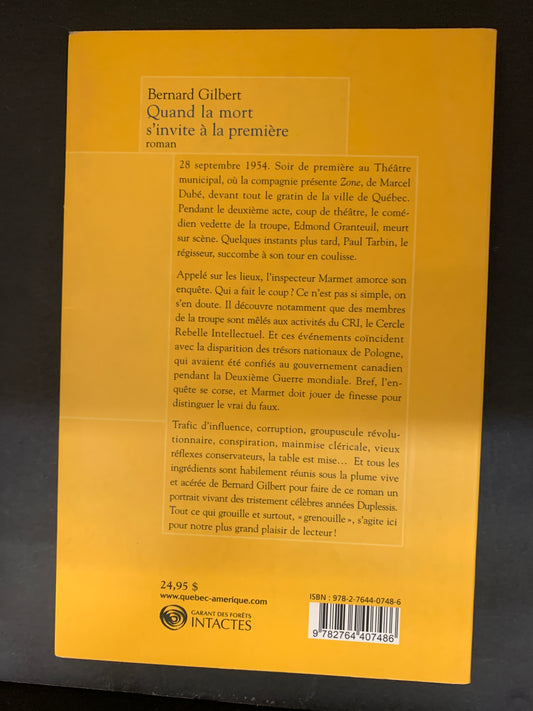 Bernard Gilbert
Quand la mort
s'invite à la première
roman
28 septembre 1954. Soir de première au Théâtre
municipal, où la compagnie présente Zone, de Marcel
Dubé, devant tout le gratin de la ville de Québec.
Pendant le deuxième acte, coup de théâtre, le comé-
dien vedette de la troupe, Edmond Granteuil, meurt
sur scène. Quelques instants plus tard, Paul Tarbin, le
régisseur, succombe à son tour en coulisse.
Appelé sur les lieux, l'inspecteur Marmet amorce son
enquête. Qui a fait le coup ? Ce n'est pas si simple, on
s'en doute. Il découvre notamment que des membres
de la troupe sont mêlés aux activités du CRI, le Cercle
Rebelle Intellectuel. Et ces événements coïncident
avec la disparition des trésors nationaux de Pologne,
qui avaient été confiés au gouvernement canadien
pendant la Deuxième Guerre mondiale. Bref, l'en-
quête se corse, et Marmet doit jouer de finesse pour
distinguer le vrai du faux.
Trafic d'influence, corruption, groupuscule révolu-
tionnaire, conspiration, mainmise cléricale, vieux
réflexes conservateurs, la table est mise... Et tous les
ingrédients sont habilement réunis sous la plume vive
et acérée de Bernard Gilbert pour faire de ce roman un
portrait vivant des tristement célèbres années Duplessis.
Tout ce qui grouille et surtout, « grenouille », s'agite ici
pour notre plus grand plaisir de lecteur !
24,95 $
www.quebec-amerique.com
GARANT DES FORÊTS
INTACTES
ISBN : 978-2-7644-0748-6
9 782764 407486